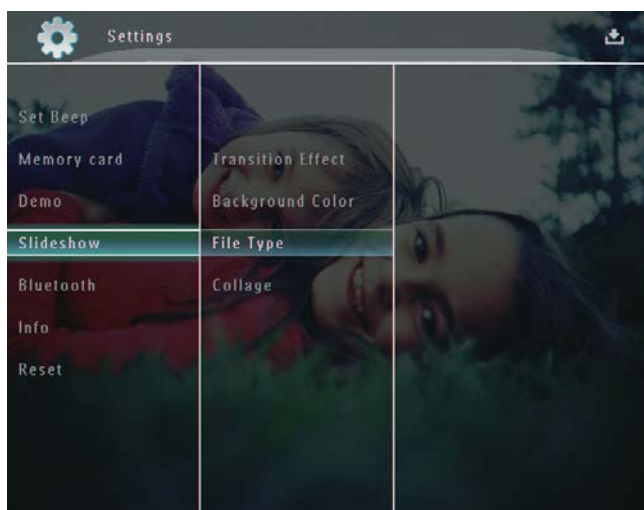 Settings
Set Beep
Memory card
Demo
Slideshow
Bluetooth
Info
Reset
Transition Effect
Background Color
File Type
Collage